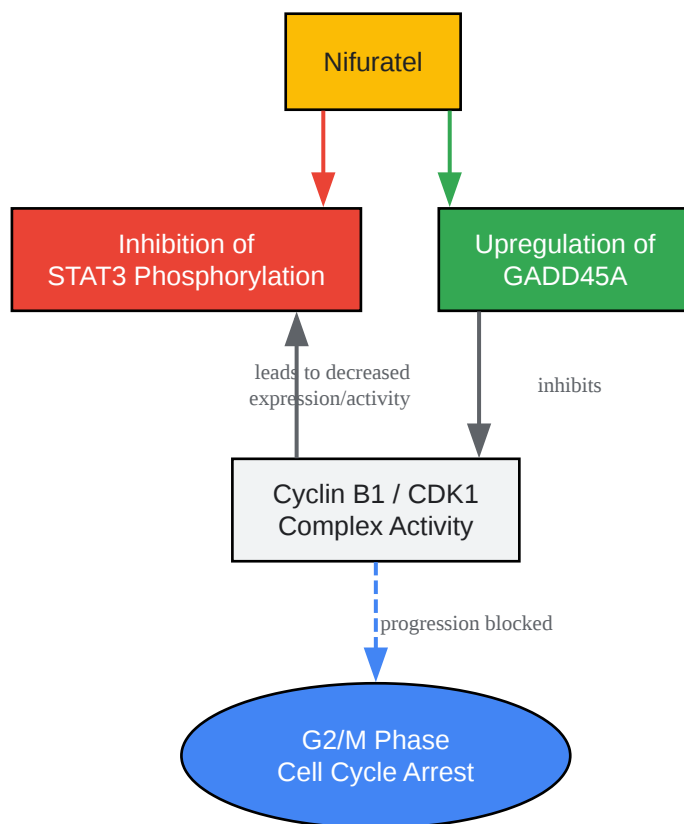 Nifuratel
Inhibition of
STAT3 Phosphorylation
Upregulation of
GADD45A
leads to decreased
expression/activity
inhibits
Cyclin B1 / CDK1
Complex Activity
progression blocked
G2/M Phase
Cell Cycle Arrest